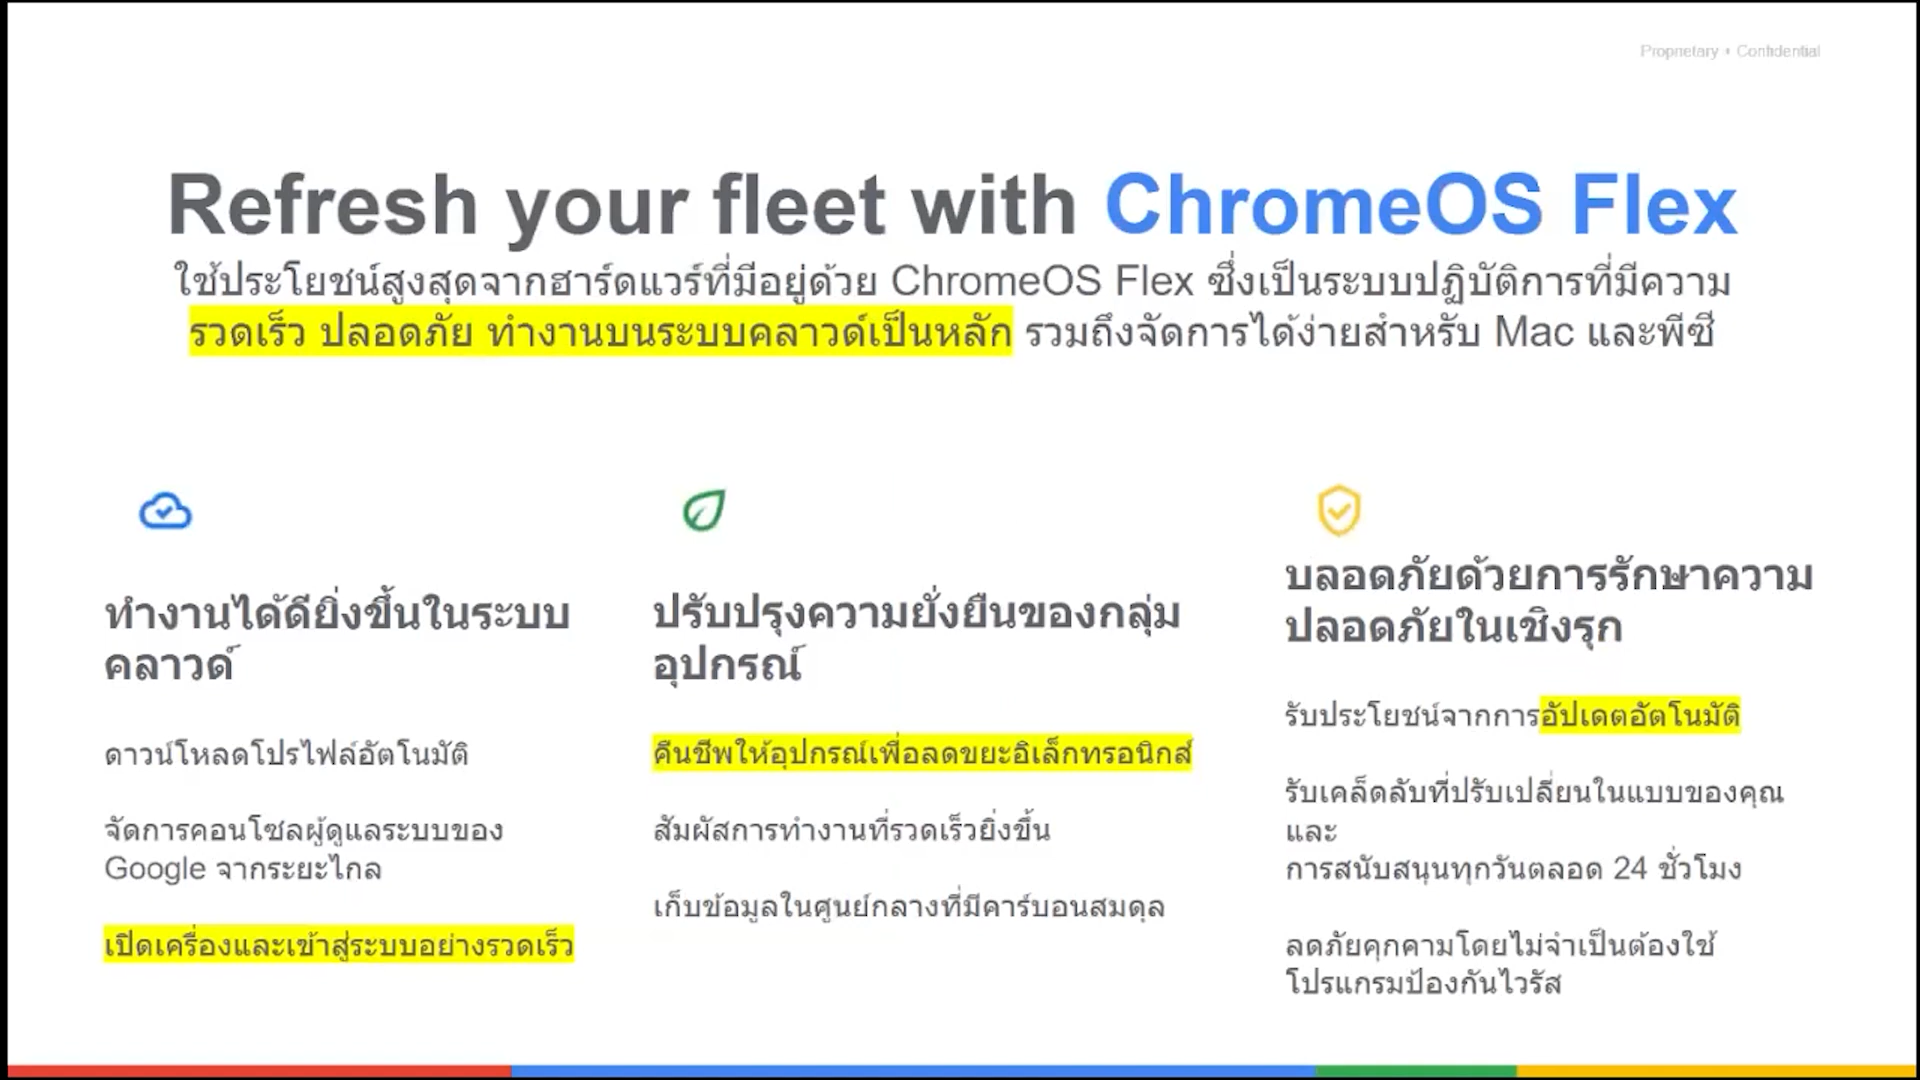 Proprietary • Confidential
Refresh your fleet with ChromeOS Flex
ใช้ประโยชน์สูงสุดจากฮาร์ดแวร์ที่มีอยู่ด้วย ChromeOS Flex ซึ่งเป็นระบบปฏิบัติการที่มีความ
รวดเร็ว ปลอดภัย ทำงานบนระบบคลาวด์เป็นหลัก รวมถึงจัดการได้ง่ายสำหรับ Mac และพีซี
ทำงานได้ดียิ่งขึ้นในระบบ
คลาวด์
ดาวน์โหลดโปรไฟล์อัตโนมัติ
จัดการคอนโซลผู้ดูแลระบบของ
Google จากระยะไกล
เปิดเครื่องและเข้าสู่ระบบอย่างรวดเร็ว
ปรับปรุงความยั่งยืนของกลุ่ม
อุปกรณ์
คืนชีพให้อุปกรณ์เพื่อลดขยะอิเล็กทรอนิกส์
สัมผัสการทำงานที่รวดเร็วยิ่งขึ้น
เก็บข้อมูลในศูนย์กลางที่มีคาร์บอนสมดุล
บลอดภัยด้วยการรักษาความ
ปลอดภัยในเชิงรุก
รับประโยชน์จากการอัปเดตอัตโนมัติ
รับเคล็ดลับที่ปรับเปลี่ยนในแบบของคุณ
และ
การสนับสนุนทุกวันตลอด 24 ชั่วโมง
ลดภัยคุกคามโดยไม่จำเป็นต้องใช้
โปรแกรมป้องกันไวรัส